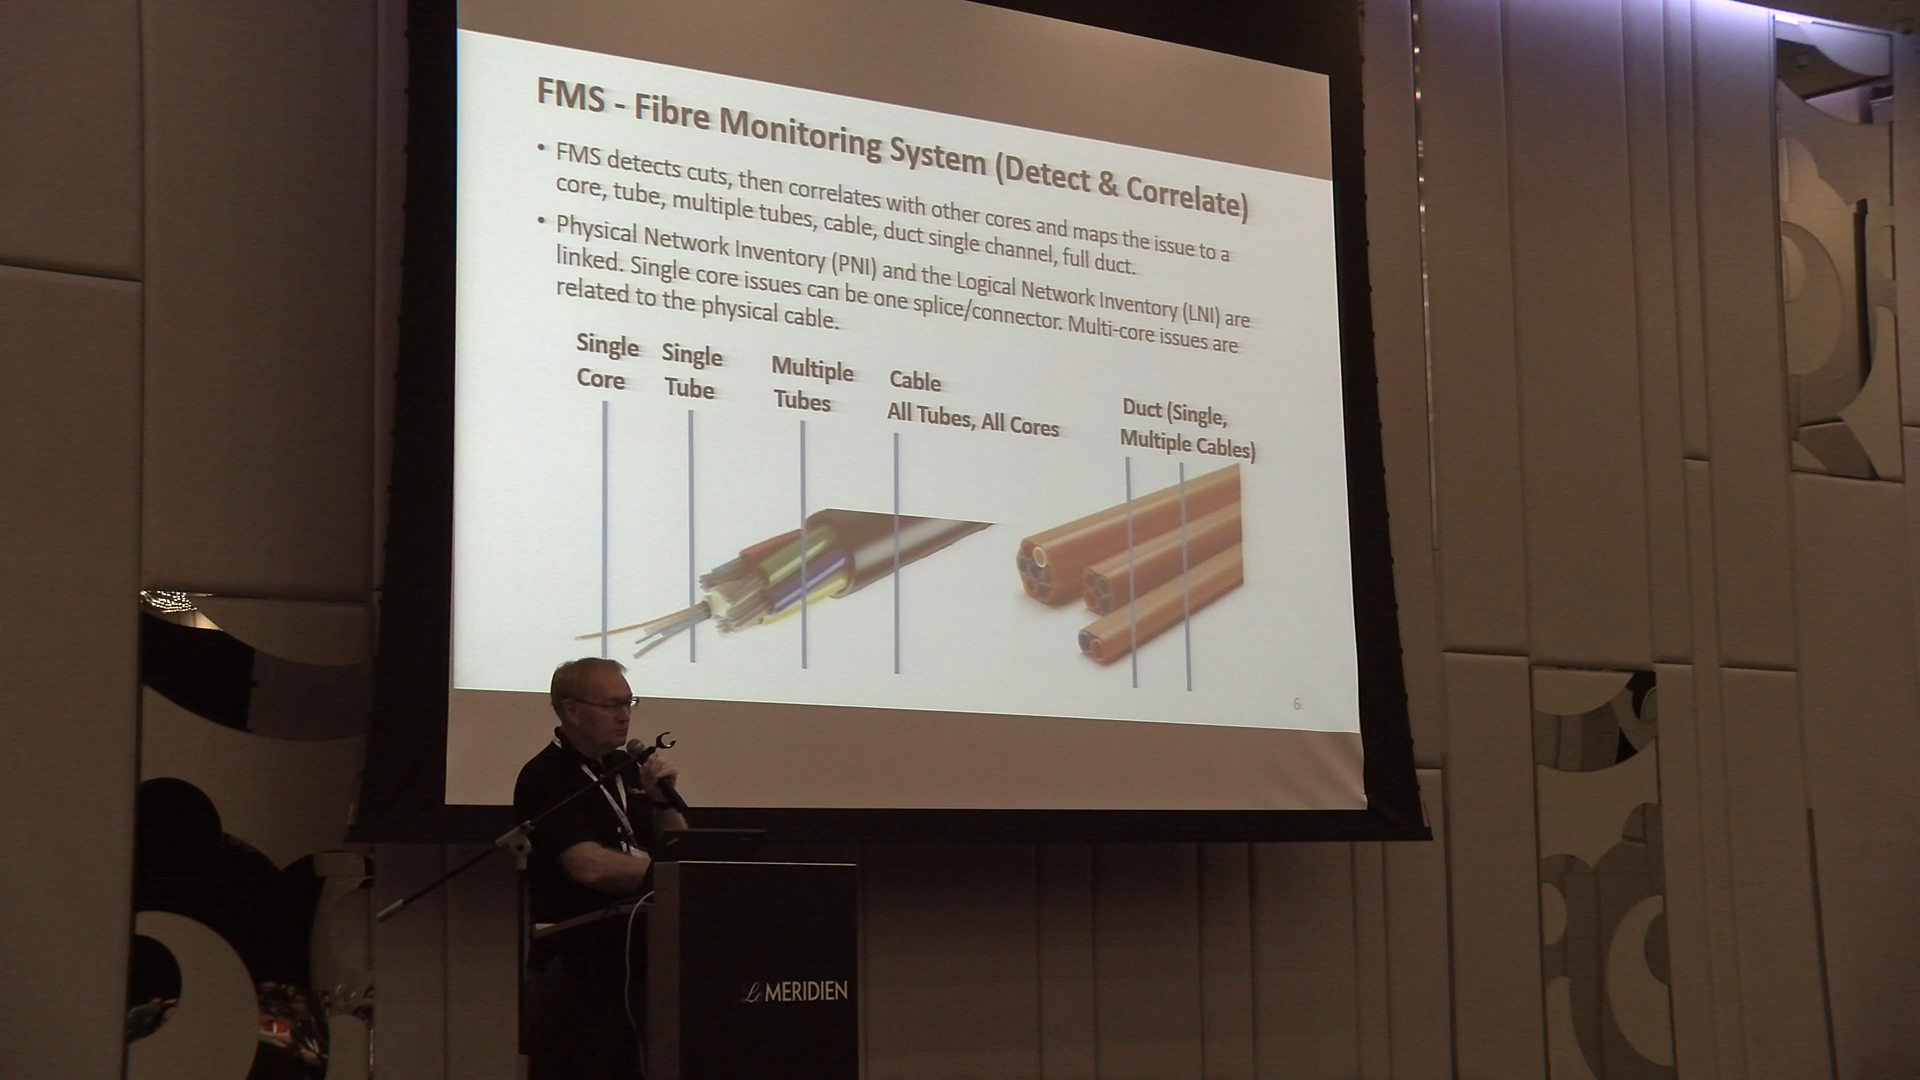 FMS - Fibre Monitoring System (Detect & Correlate)
• FMS detects cuts, then correlates with other cores and maps the issue to a
core, tube, multiple tubes, cable, duct single channel, full duct.
• Physical Network Inventory (PNI) and the Logical Network Inventory (LNI) are
linked. Single core issues can be one splice/connector. Multi-core issues are
related to the physical cable.
Single
Core
Single
Tube
Multiple
Tubes
Cable
All Tubes, All Cores
Duct (Single,
Multiple Cables)
6
Le MERIDIEN